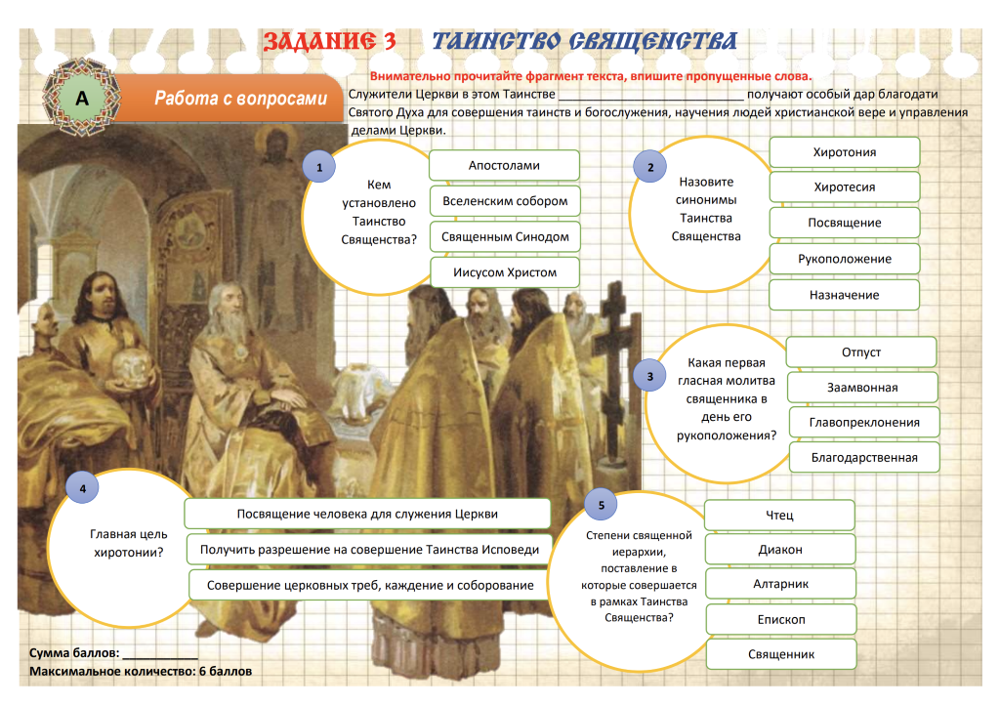 ЗАДАНИЕ 3 ТАИНСТВО СВЯЩЕНСТВА
А
Работа с вопросами
Внимательно прочитайте фрагмент текста, впишите пропущенные слова.
Служители Церкви в этом Таинстве __________________________ получают особый дар благодати
Святого Духа для совершения таинств и богослужения, научения людей христианской вере и управления
делами Церкви.
1
Кем
установлено
Таинство
Священства?
Апостолами
Вселенским собором
Священным Синодом
Иисусом Христом
2
Назовите
синонимы
Таинства
Священства
Хиротония
Хиротесия
Посвящение
Рукоположение
Назначение
3
Какая первая
гласная молитва
священника в
день его
рукоположения?
Отпуст
Заамвонная
Главопреклонения
Благодарственная
4
Главная цель
хиротонии?
Посвящение человека для служения Церкви
Получить разрешение на совершение Таинства Исповеди
Совершение церковных треб, каждение и соборование
5
Степени священной
иерархии,
поставление в
которые совершается
в рамках Таинства
Священства?
Чтец
Диакон
Алтарник
Епископ
Священник
Сумма баллов: ___________
Максимальное количество: 6 баллов